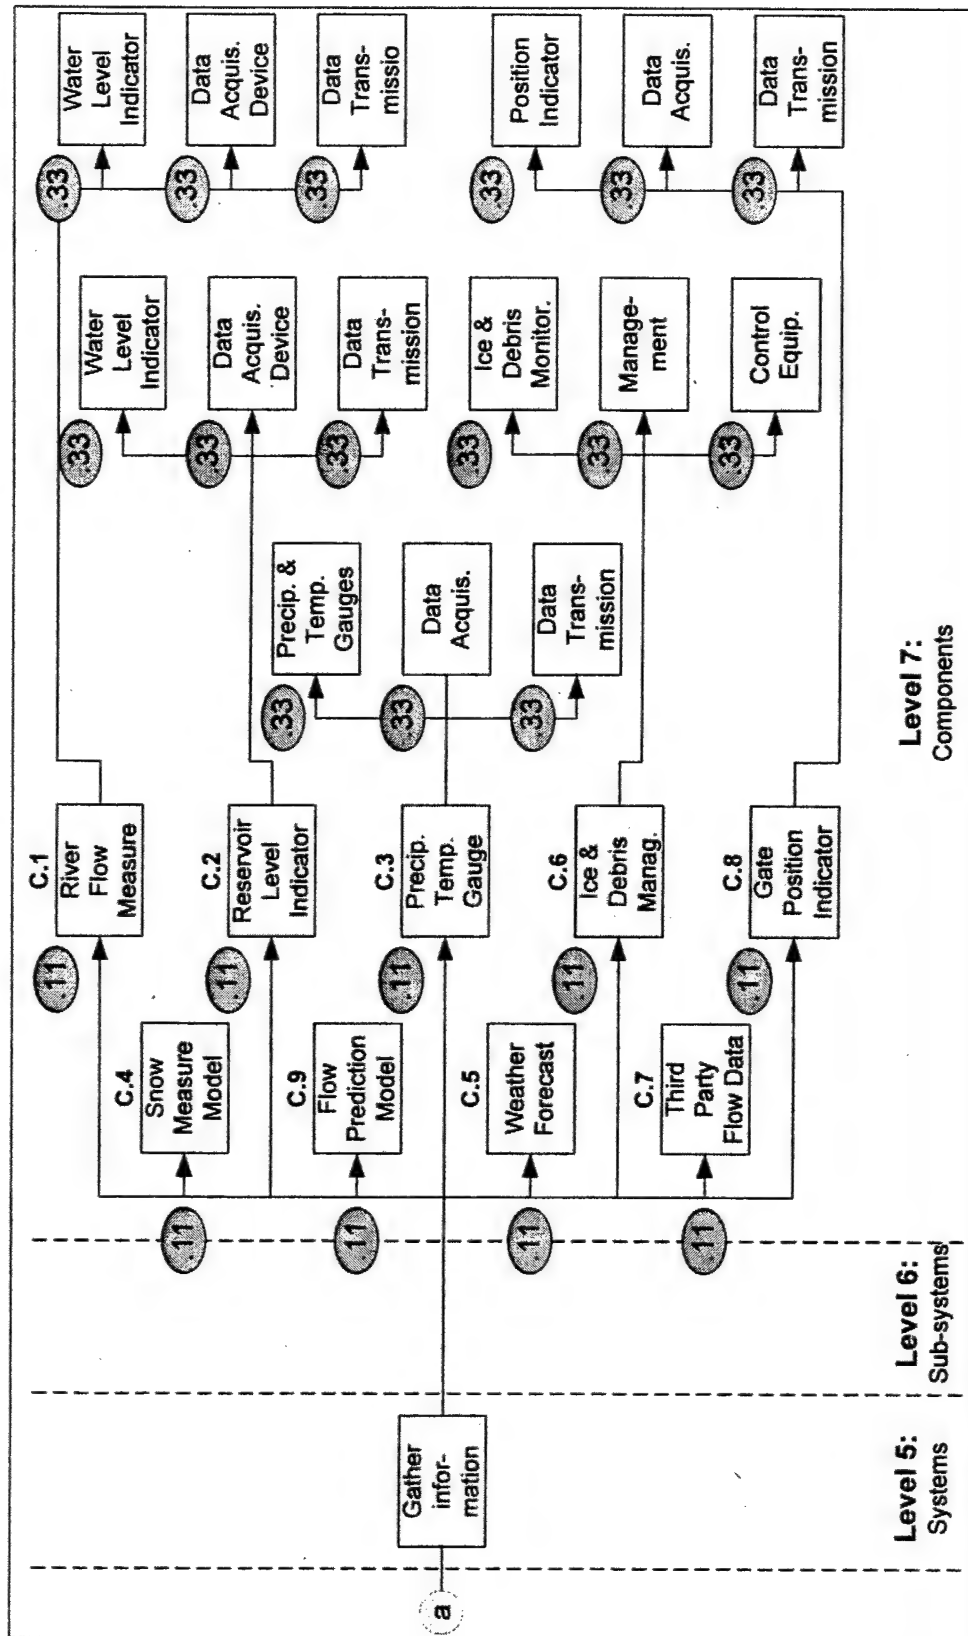 a
Gather
infor-
mation
Level 5:
Systems
Level 6:
Sub-systems
Level 7:
Components
.11
C.1
River
Flow
Measure
.11
C.4
Snow
Measure
Model
.11
C.2
Reservoir
Level
Indicator
.11
C.9
Flow
Prediction
Model
.11
C.3
Precip.
Temp.
Gauge
.11
C.5
Weather
Forecast
.11
C.6
Ice &
Debris
Manag.
.11
C.7
Third
Party
Flow Data
.11
C.8
Gate
Position
Indicator
.33
Precip. &
Temp.
Gauges
.33
Data
Acquis.
.33
Data
Trans-
mission
.33
Water
Level
Indicator
.33
Data
Acquis.
Device
.33
Data
Trans-
mission
.33
Ice &
Debris
Monitor.
.33
Manage-
ment
.33
Control
Equip.
.33
Water
Level
Indicator
.33
Data
Acquis.
Device
.33
Data
Trans-
missio
.33
Position
Indicator
.33
Data
Acquis.
.33
Data
Trans-
mission